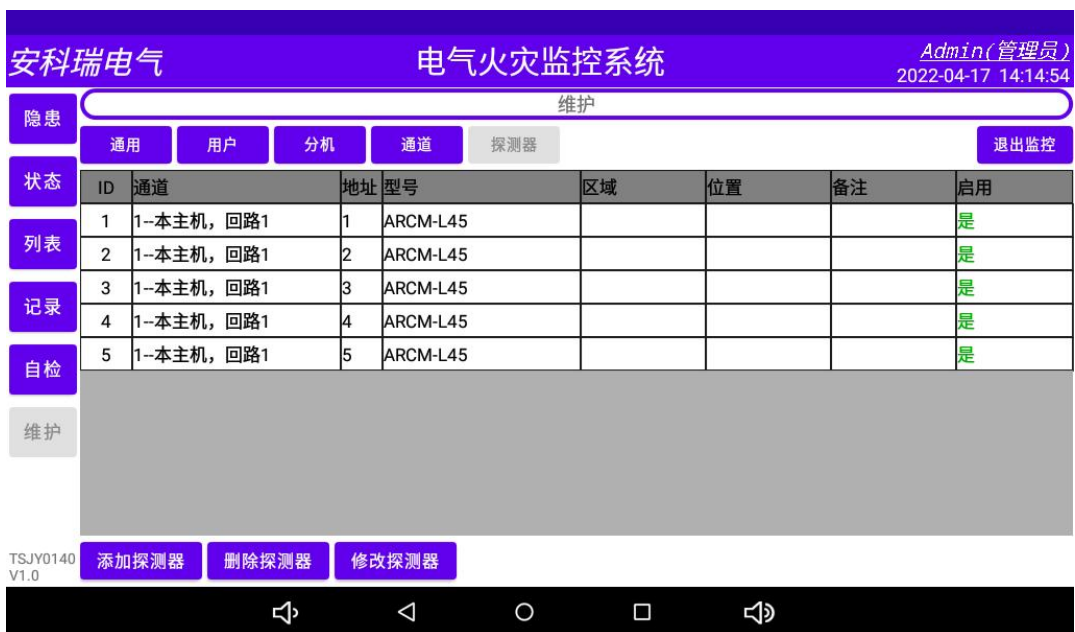 安科瑞电气 电气火灾监控系统 Admin(管理员)
2022-04-17 14:14:54
隐患 维护
通用 用户 分机 通道 探测器 退出监控
状态
ID 通道 地址 型号 区域 位置 备注 启用
1 1--本主机，回路1 1 ARCM-L45 是
列表
2 1--本主机，回路1 2 ARCM-L45 是
3 1--本主机，回路1 3 ARCM-L45 是
记录
4 1--本主机，回路1 4 ARCM-L45 是
5 1--本主机，回路1 5 ARCM-L45 是
自检
维护
TSJY0140
V1.0
添加探测器 删除探测器 修改探测器